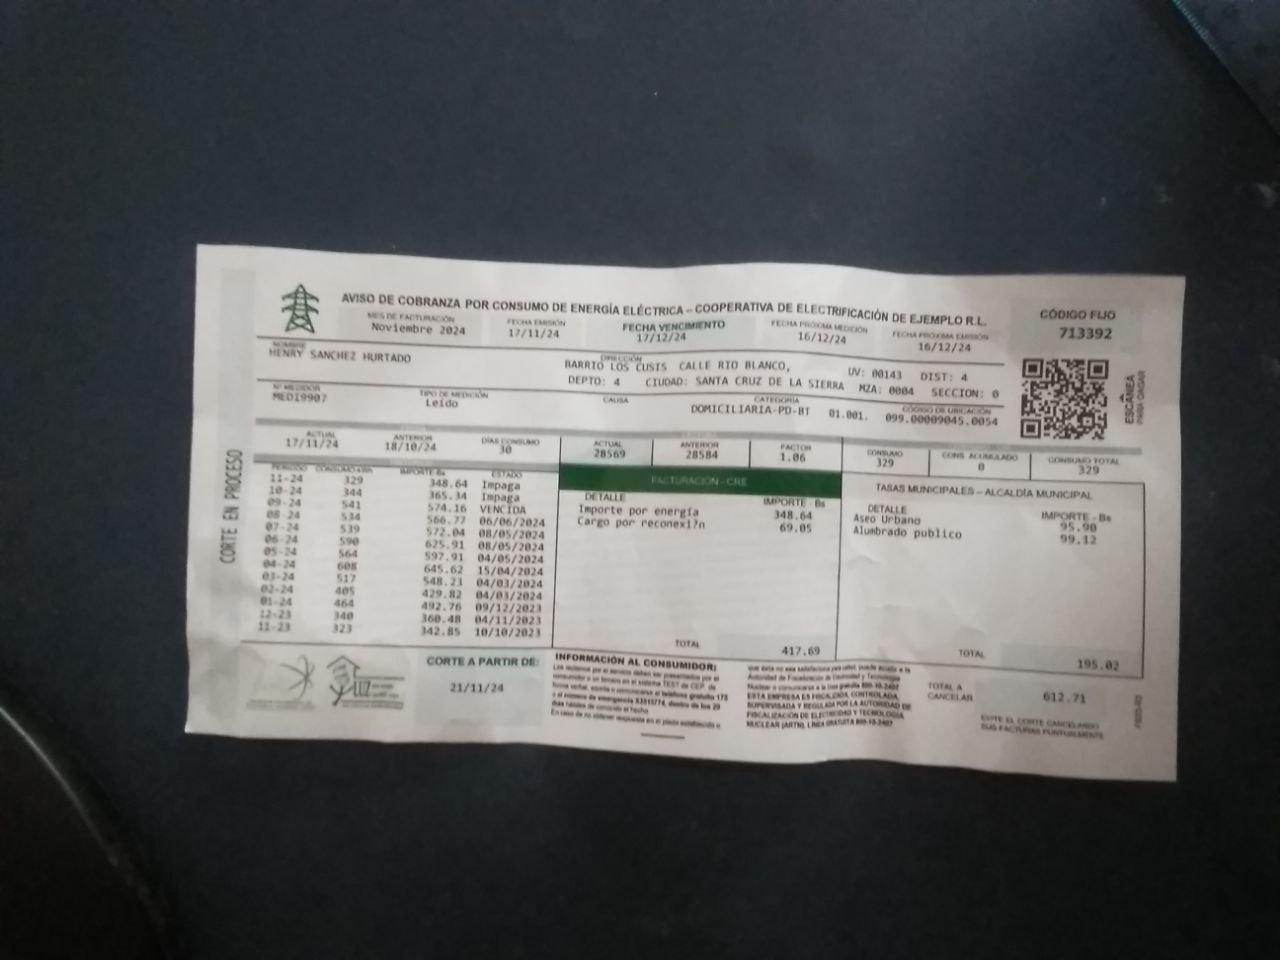 AVISO DE COBRANZA POR CONSUMO DE ENERGÍA ELÉCTRICA – COOPERATIVA DE ELECTRIFICACIÓN DE EJEMPLO R.L.
CÓDIGO FIJO
713392
MES DE FACTURACIÓN
Noviembre 2024
FECHA EMISIÓN
17/11/24
FECHA VENCIMIENTO
17/12/24
FECHA PRÓXIMA MEDICIÓN
16/12/24
FECHA PRÓXIMA EMISIÓN
16/12/24
NOMBRE
HENRY SANCHEZ HURTADO
DIRECCIÓN
BARRIO LOS CUSIS CALLE RIO BLANCO,
UV: 00143 DIST: 4
DEPTO: 4 CIUDAD: SANTA CRUZ DE LA SIERRA MZA: 0004 SECCION: 0
ESCANEA
PARA PAGAR
Nº MEDIDOR
MEDI9907
TIPO DE MEDICIÓN
Leído
CAUSA
CATEGORÍA
DOMICILIARIA-PD-BT
01.001.
CÓDIGO DE UBICACIÓN
099.00009045.0054
ACTUAL
17/11/24
ANTERIOR
18/10/24
DÍAS CONSUMO
30
ACTUAL
28569
ANTERIOR
28584
FACTOR
1.06
CONSUMO
329
CONS ACUMULADO
0
CONSUMO TOTAL
329
CORTE EN PROCESO
PERIODO CONSUMO kWh IMPORTE Bs ESTADO
11-24 329 348.64 Impaga
10-24 344 365.34 Impaga
09-24 541 574.16 VENCIDA
08-24 534 566.77 06/06/2024
07-24 539 572.04 08/05/2024
06-24 590 625.91 08/05/2024
05-24 564 597.91 04/05/2024
04-24 608 645.62 15/04/2024
03-24 517 548.23 04/03/2024
02-24 405 429.82 04/03/2024
01-24 464 492.76 09/12/2023
12-23 340 360.48 04/11/2023
11-23 323 342.85 10/10/2023
FACTURACIÓN - CRE
DETALLE IMPORTE - Bs
Importe por energía 348.64
Cargo por reconexi?n 69.05
TOTAL 417.69
TASAS MUNICIPALES – ALCALDÍA MUNICIPAL
DETALLE IMPORTE - Bs
Aseo Urbano 95.90
Alumbrado publico 99.12
TOTAL 195.02
LUZ
CORTE A PARTIR DE:
21/11/24
INFORMACIÓN AL CONSUMIDOR:
Los reclamos por el servicio deben ser presentados por el
consumidor o un tercero en el sistema TEST de CEP, de
forma verbal, escrita o comunicarse al teléfono gratuito 175
o al número de emergencia X3315774, dentro de los 20
días hábiles de conocido el hecho.
En caso de no obtener respuesta en el plazo establecido o
que ésta no sea satisfactoria para usted, puede acudir a la
Autoridad de Fiscalización de Electricidad y Tecnología
Nuclear o comunicarse a la línea gratuita 800-10-2407
ESTA EMPRESA ES FISCALIZADA, CONTROLADA,
SUPERVISADA Y REGULADA POR LA AUTORIDAD DE
FISCALIZACIÓN DE ELECTRICIDAD Y TECNOLOGÍA
NUCLEAR (AETN), LÍNEA GRATUITA 800-10-2407
TOTAL A
CANCELAR
612.71
EVITE EL CORTE CANCELANDO
SUS FACTURAS PUNTUALMENTE